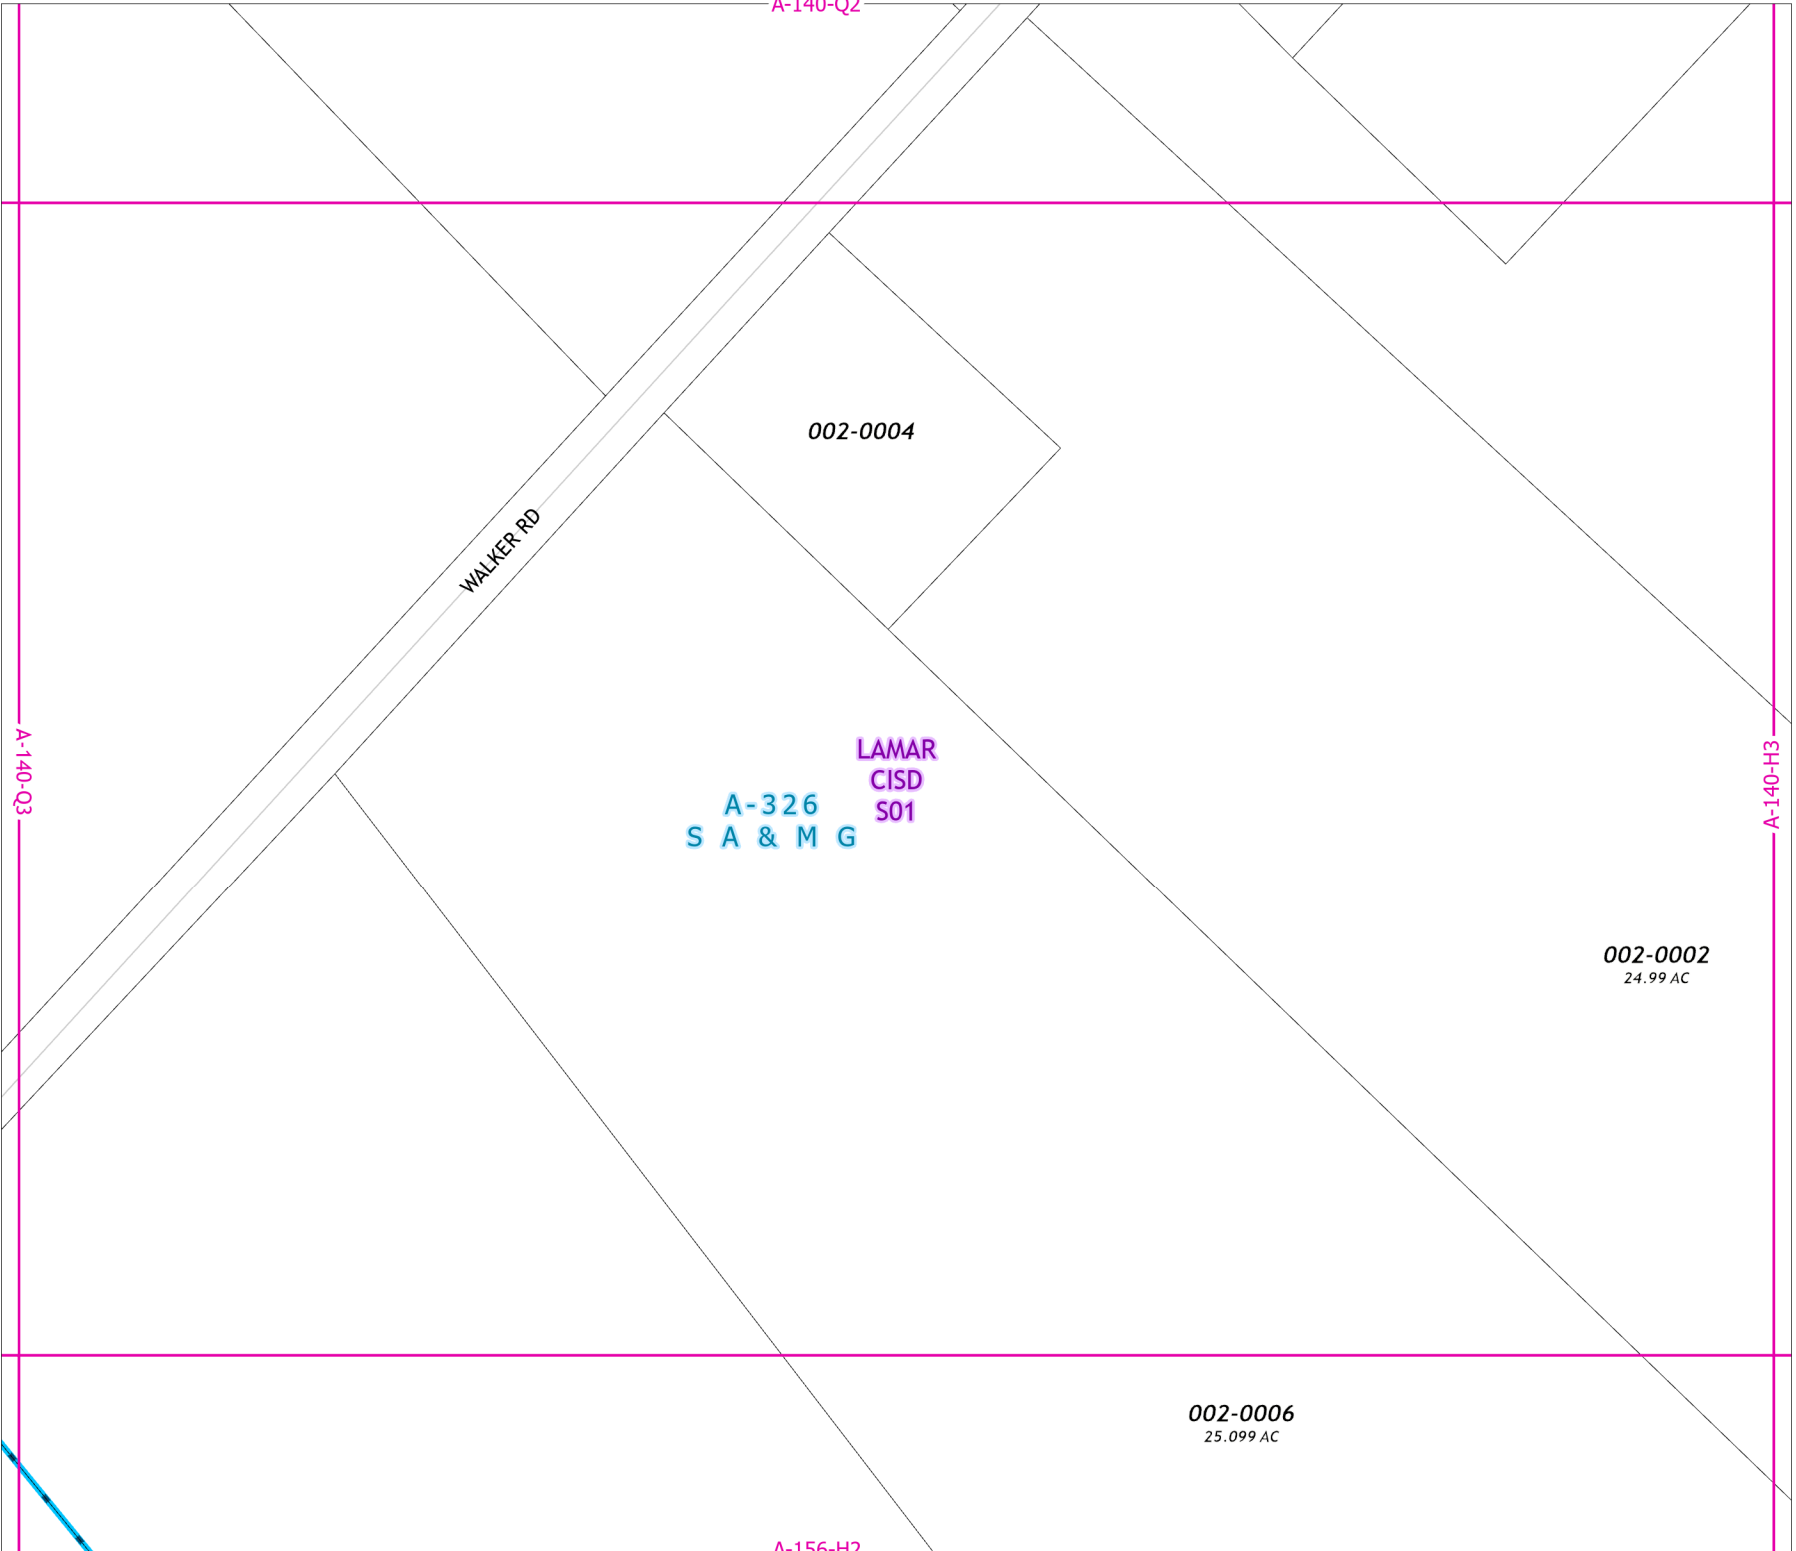 A-140-Q2
002-0004
WALKER RD
A-140-Q3
LAMAR
CISD
S01
A-326
S A & M G
A-140-H3
002-0002
24.99 AC
002-0006
25.099 AC
A-156-H2